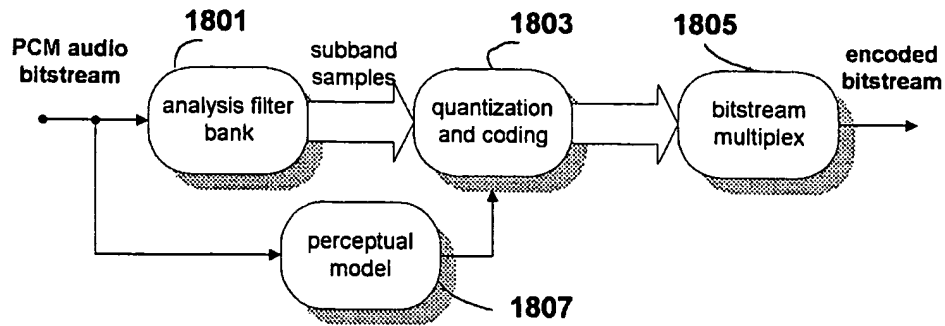 1801
1803
1805
PCM audio
bitstream
subband
samples
encoded
bitstream
analysis filter
bank
quantization
and coding
bitstream
multiplex
perceptual
model
1807